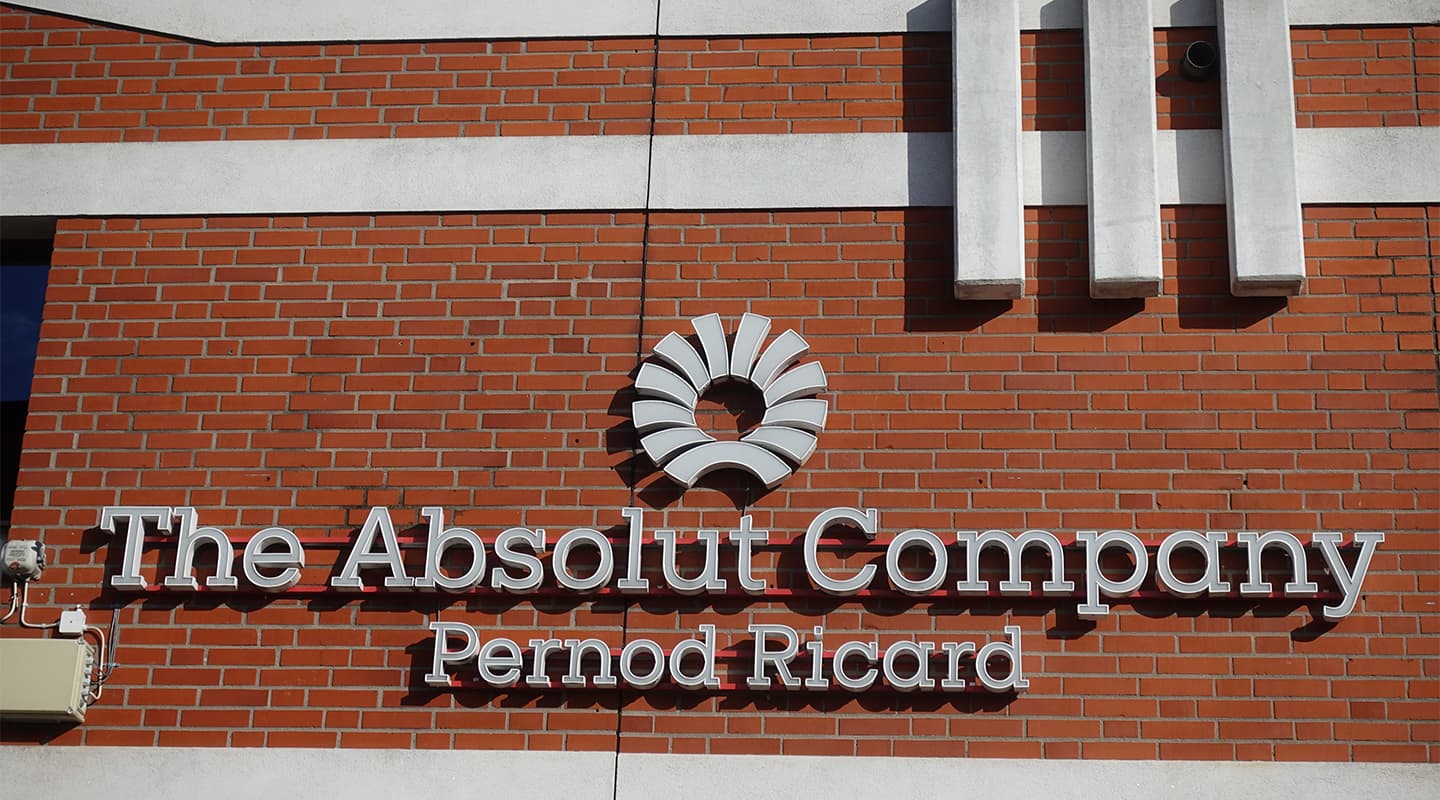 The Absolut Company
Pernod Ricard